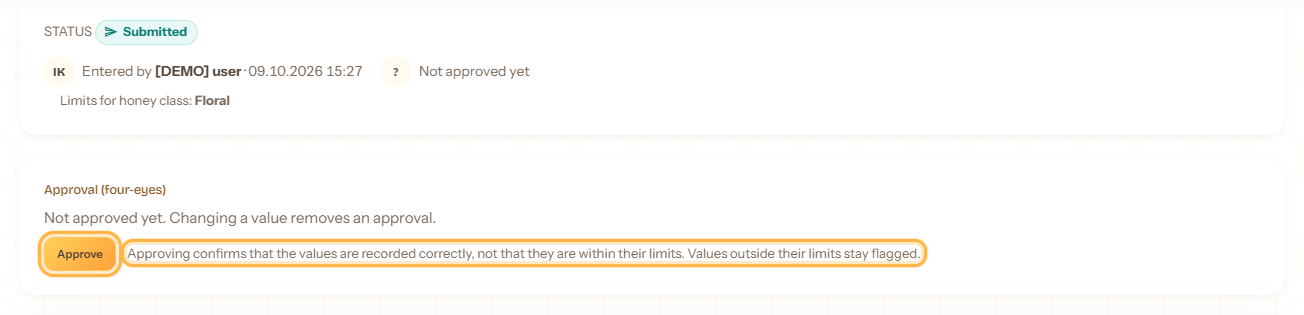 STATUS Submitted
IK Entered by [DEMO] user · 09.10.2026 15:27 ? Not approved yet
Limits for honey class: Floral
Approval (four-eyes)
Not approved yet. Changing a value removes an approval.
Approve Approving confirms that the values are recorded correctly, not that they are within their limits. Values outside their limits stay flagged.